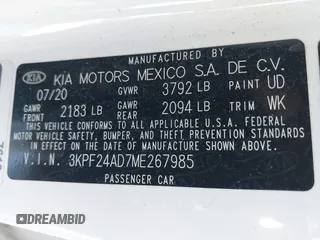 MANUFACTURED BY
KIA KIA MOTORS MEXICO S.A. DE C.V.
07/20 GVWR 3792 LB PAINT UD
GAWR FRONT 2183 LB GAWR REAR 2094 LB TRIM WK
THIS VEHICLE CONFORMS TO ALL APPLICABLE U.S.A. FEDERAL
MOTOR VEHICLE SAFETY, BUMPER, AND THEFT PREVENTION
STANDARDS IN EFFECT ON THE DATE OF MANUFACTURE
SHOWN ABOVE.
V.I.N. 3KPF24AD7ME267985
PASSENGER CAR
DREAMBID